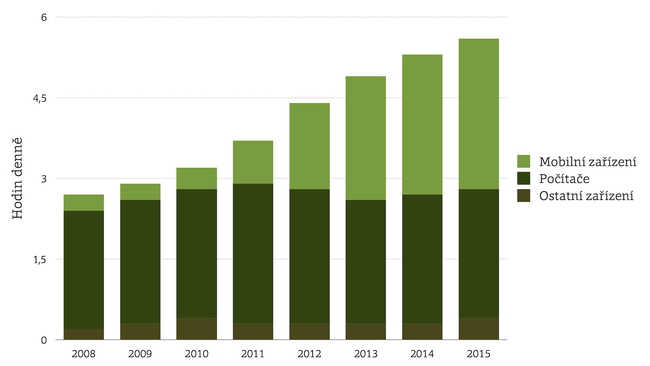 Hodin denně
6
4,5
3
1,5
0
2008 2009 2010 2011 2012 2013 2014 2015
Mobilní zařízení
Počítače
Ostatní zařízení